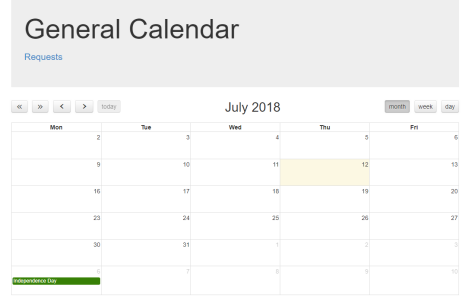 General Calendar
Requests
« » < > today July 2018 month week day
Mon Tue Wed Thu Fri
2 3 4 5 6
9 10 11 12 13
16 17 18 19 20
23 24 25 26 27
30 31 1 2 3
6 7 8 9 10
Independence Day